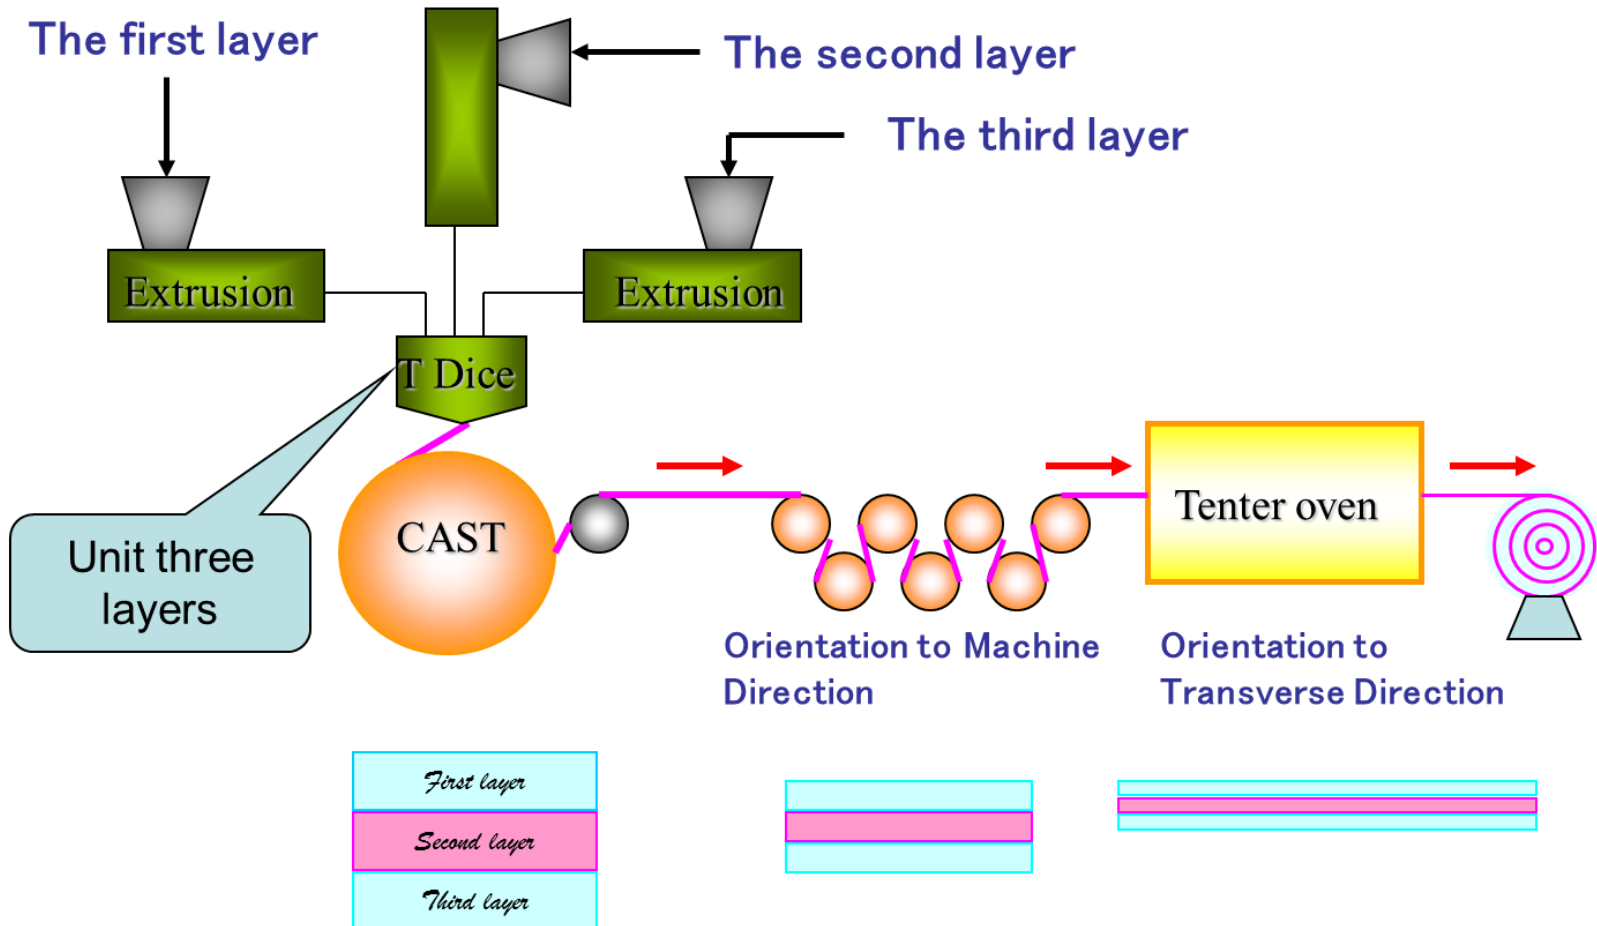 The first layer
The second layer
The third layer
Extrusion
Extrusion
T Dice
CAST
Tenter oven
Unit three
layers
Orientation to Machine
Direction
Orientation to
Transverse Direction
First layer
Second layer
Third layer